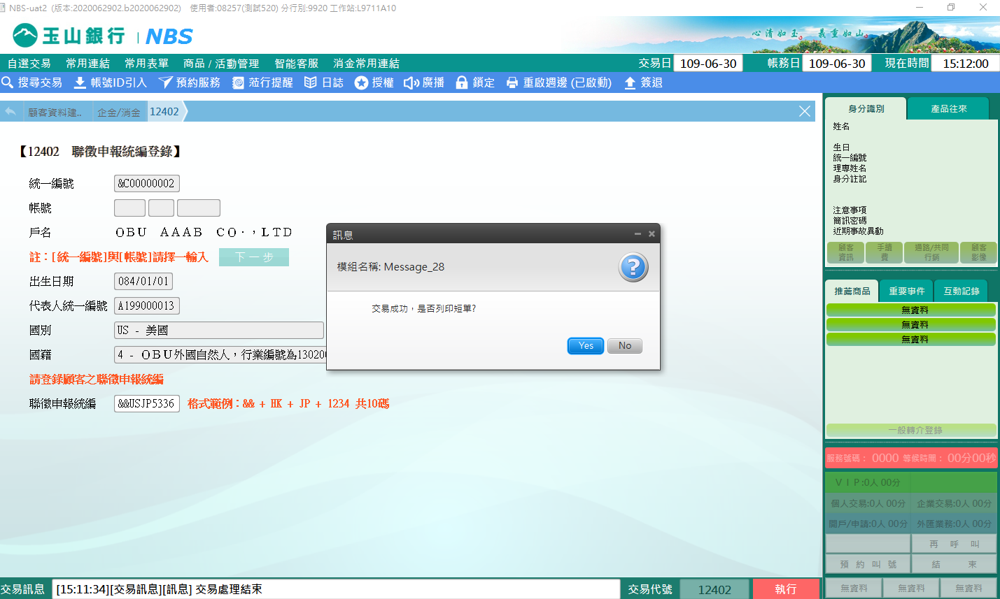 NBS-uat2 (版本:2020062902.b2020062902) 使用者:08257(測試520) 分行別:9920 工作站:L9711A10
玉山銀行 | NBS
心清如玉。 義重如山。
自選交易 常用連結 常用表單 商品 / 活動管理 智能客服 消金常用連結 交易日 109-06-30 帳務日 109-06-30 現在時間 15:12:00
搜尋交易 帳號ID引入 預約服務 蒞行提醒 日誌 授權 廣播 鎖定 重啟週邊 (已啟動) 簽退
顧客資料建.. 企金/消金 12402
【12402 聯徵申報統編登錄】
統一編號 &C00000002
帳號
戶名 ＯＢＵ ＡＡＡＢ ＣＯ．，ＬＴＤ
註：[統一編號]與[帳號]請擇一輸入 下一步
出生日期 084/01/01
代表人統一編號 A199000013
國別 US - 美國
國籍 4 - ＯＢＵ外國自然人，行業編號為130200
請登錄顧客之聯徵申報統編
聯徵申報統編 &&USJP5336 格式範例：&& + HK + JP + 1234 共10碼
訊息
模組名稱: Message_28
交易成功，是否列印短單?
Yes No
身分識別 產品往來
姓名
生日
統一編號
理專姓名
身分註記
注意事項
簡訊密碼
近期事故異動
顧客資訊 手續費 通路/共同行銷 顧客影像
推薦商品 重要事件 互動記錄
無資料
無資料
無資料
一般轉介登錄
服務號碼： 0000 等候時間： 00分00秒
ＶＩＰ:0人 00分
個人交易:0人 00分 企業交易:0人 00分
開戶/申請:0人 00分 外匯業務:0人 00分
再 呼 叫
預 約 叫 號 結 束
無資料 無資料 無資料
交易訊息 [15:11:34][交易訊息][訊息] 交易處理結束 交易代號 12402 執行